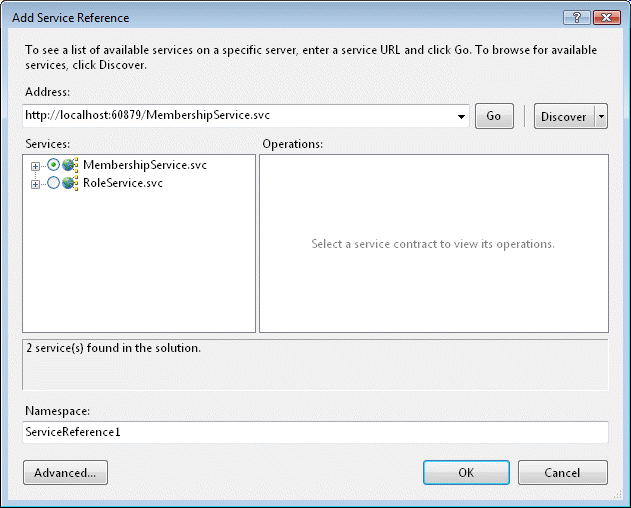 Add Service Reference
To see a list of available services on a specific server, enter a service URL and click Go. To browse for available
services, click Discover.
Address:
http://localhost:60879/MembershipService.svc
Go
Discover
Services:
Operations:
MembershipService.svc
RoleService.svc
Select a service contract to view its operations.
2 service(s) found in the solution.
Namespace:
ServiceReference1
Advanced...
OK
Cancel